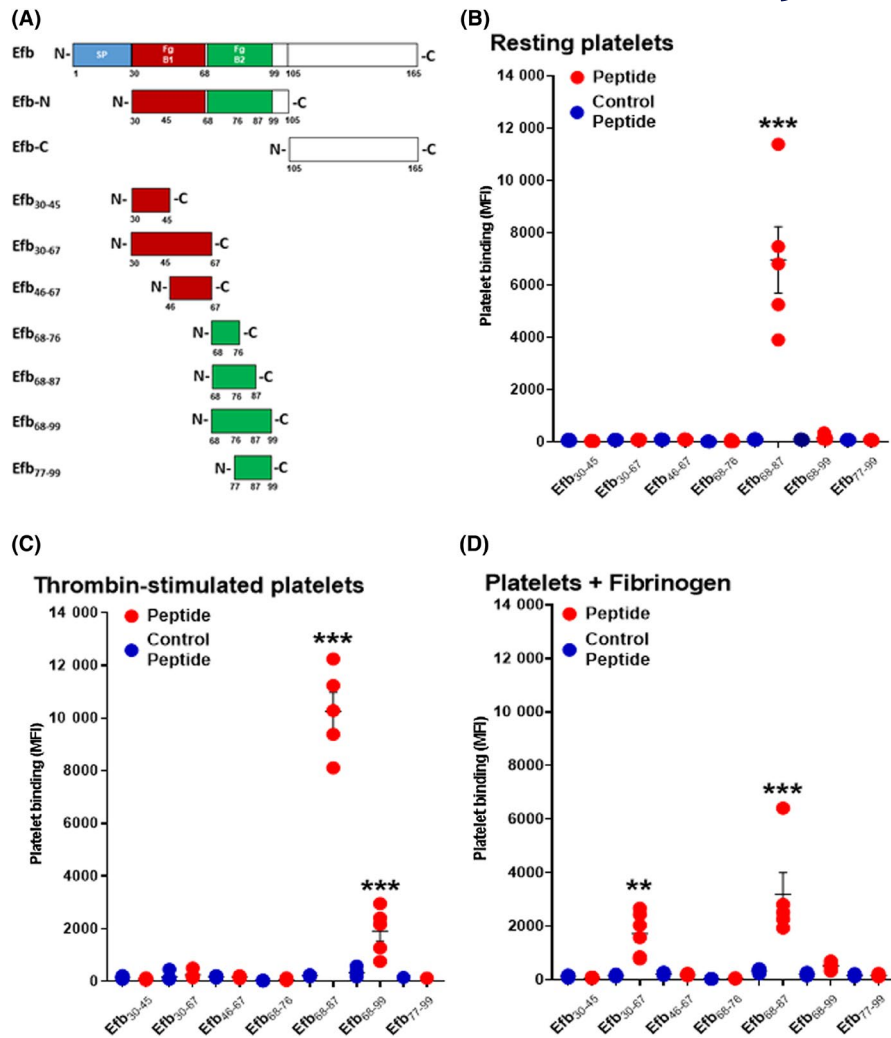 (A)
Efb N- SP Fg B1 Fg B2 -C
1 30 68 99 105 165
Efb-N N- -C
30 45 68 76 87 99 105
Efb-C N- -C
105 165
Efb30-45 N- -C
30 45
Efb30-67 N- -C
30 45 67
Efb46-67 N- -C
46 67
Efb68-76 N- -C
68 76
Efb68-87 N- -C
68 76 87
Efb68-99 N- -C
68 76 87 99
Efb77-99 N- -C
77 87 99
(B)
Resting platelets
Peptide
Control
Peptide
***
Platelet binding (MFI)
14 000
12 000
10 000
8000
6000
4000
2000
0
Efb30-45 Efb30-67 Efb46-67 Efb68-76 Efb68-87 Efb68-99 Efb77-99
(C)
Thrombin-stimulated platelets
Peptide
Control
Peptide
***
***
Platelet binding (MFI)
14 000
12 000
10 000
8000
6000
4000
2000
0
Efb30-45 Efb30-67 Efb46-67 Efb68-76 Efb68-87 Efb68-99 Efb77-99
(D)
Platelets + Fibrinogen
Peptide
Control
Peptide
**
***
Platelet binding (MFI)
14 000
12 000
10 000
8000
6000
4000
2000
0
Efb30-45 Efb30-67 Efb46-67 Efb68-76 Efb68-87 Efb68-99 Efb77-99